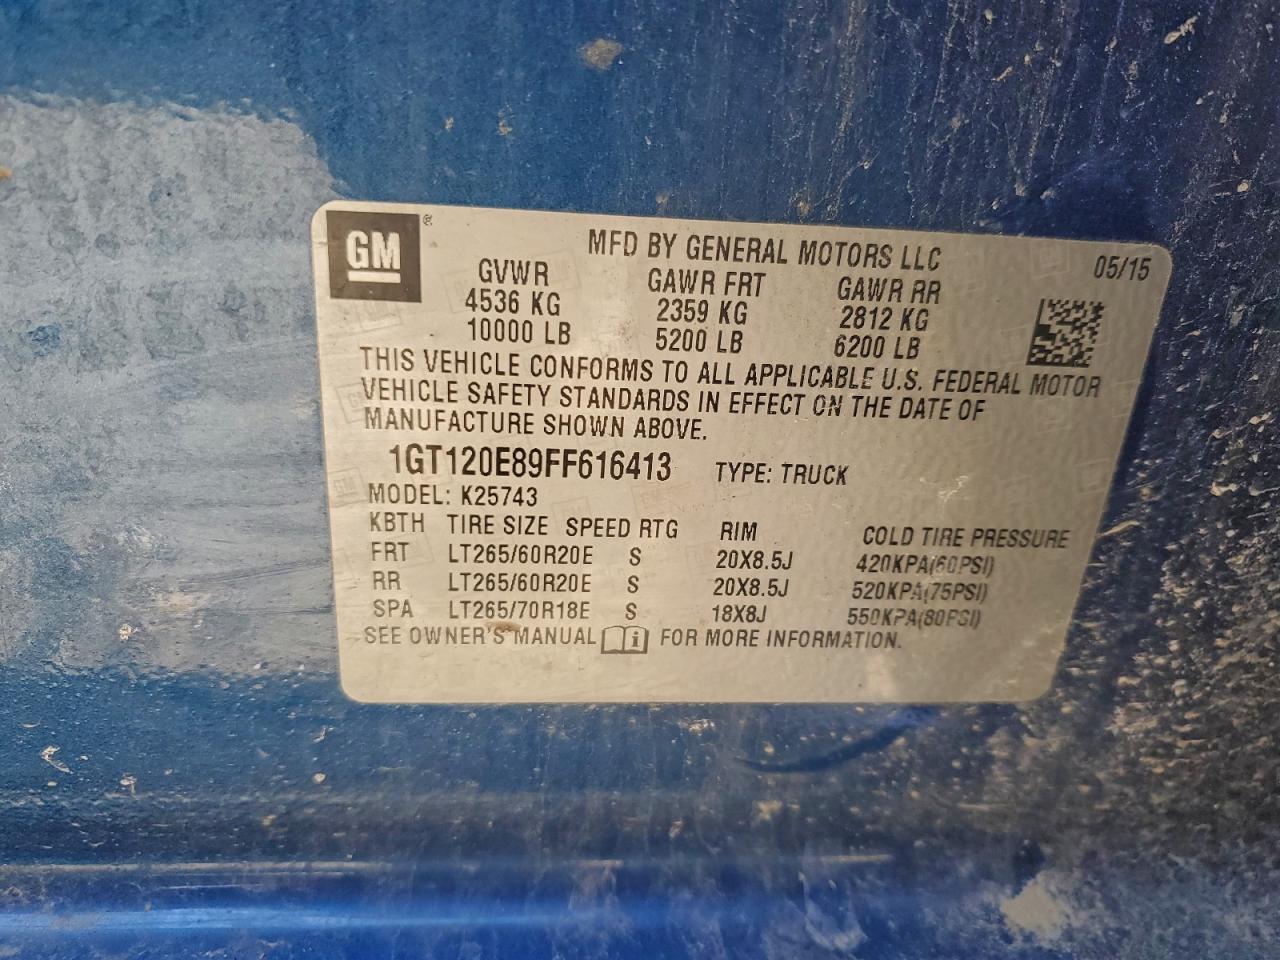 GM ®
MFD BY GENERAL MOTORS LLC
05/15
GVWR GAWR FRT GAWR RR
4536 KG 2359 KG 2812 KG
10000 LB 5200 LB 6200 LB
THIS VEHICLE CONFORMS TO ALL APPLICABLE U.S. FEDERAL MOTOR
VEHICLE SAFETY STANDARDS IN EFFECT ON THE DATE OF
MANUFACTURE SHOWN ABOVE.
1GT120E89FF616413 TYPE: TRUCK
MODEL: K25743
KBTH TIRE SIZE SPEED RTG RIM COLD TIRE PRESSURE
FRT LT265/60R20E S 20X8.5J 420KPA(60PSI)
RR LT265/60R20E S 20X8.5J 520KPA(75PSI)
SPA LT265/70R18E S 18X8J 550KPA(80PSI)
SEE OWNER'S MANUAL i FOR MORE INFORMATION.